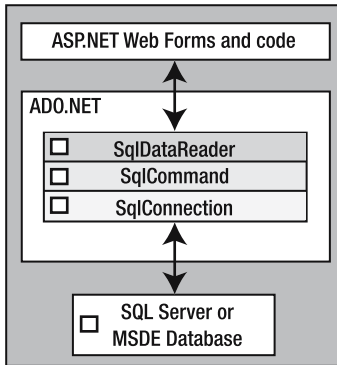 ASP.NET Web Forms and code
ADO.NET
SqlDataReader
SqlCommand
SqlConnection
SQL Server or
MSDE Database